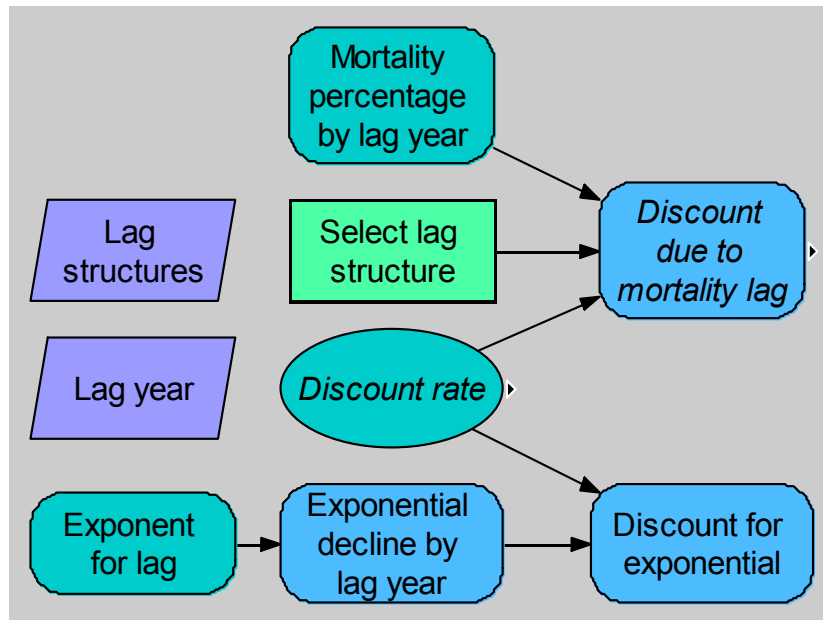 Mortality
percentage
by lag year
Lag
structures
Select lag
structure
Discount
due to
mortality lag
Lag year
Discount rate
Exponent
for lag
Exponential
decline by
lag year
Discount for
exponential